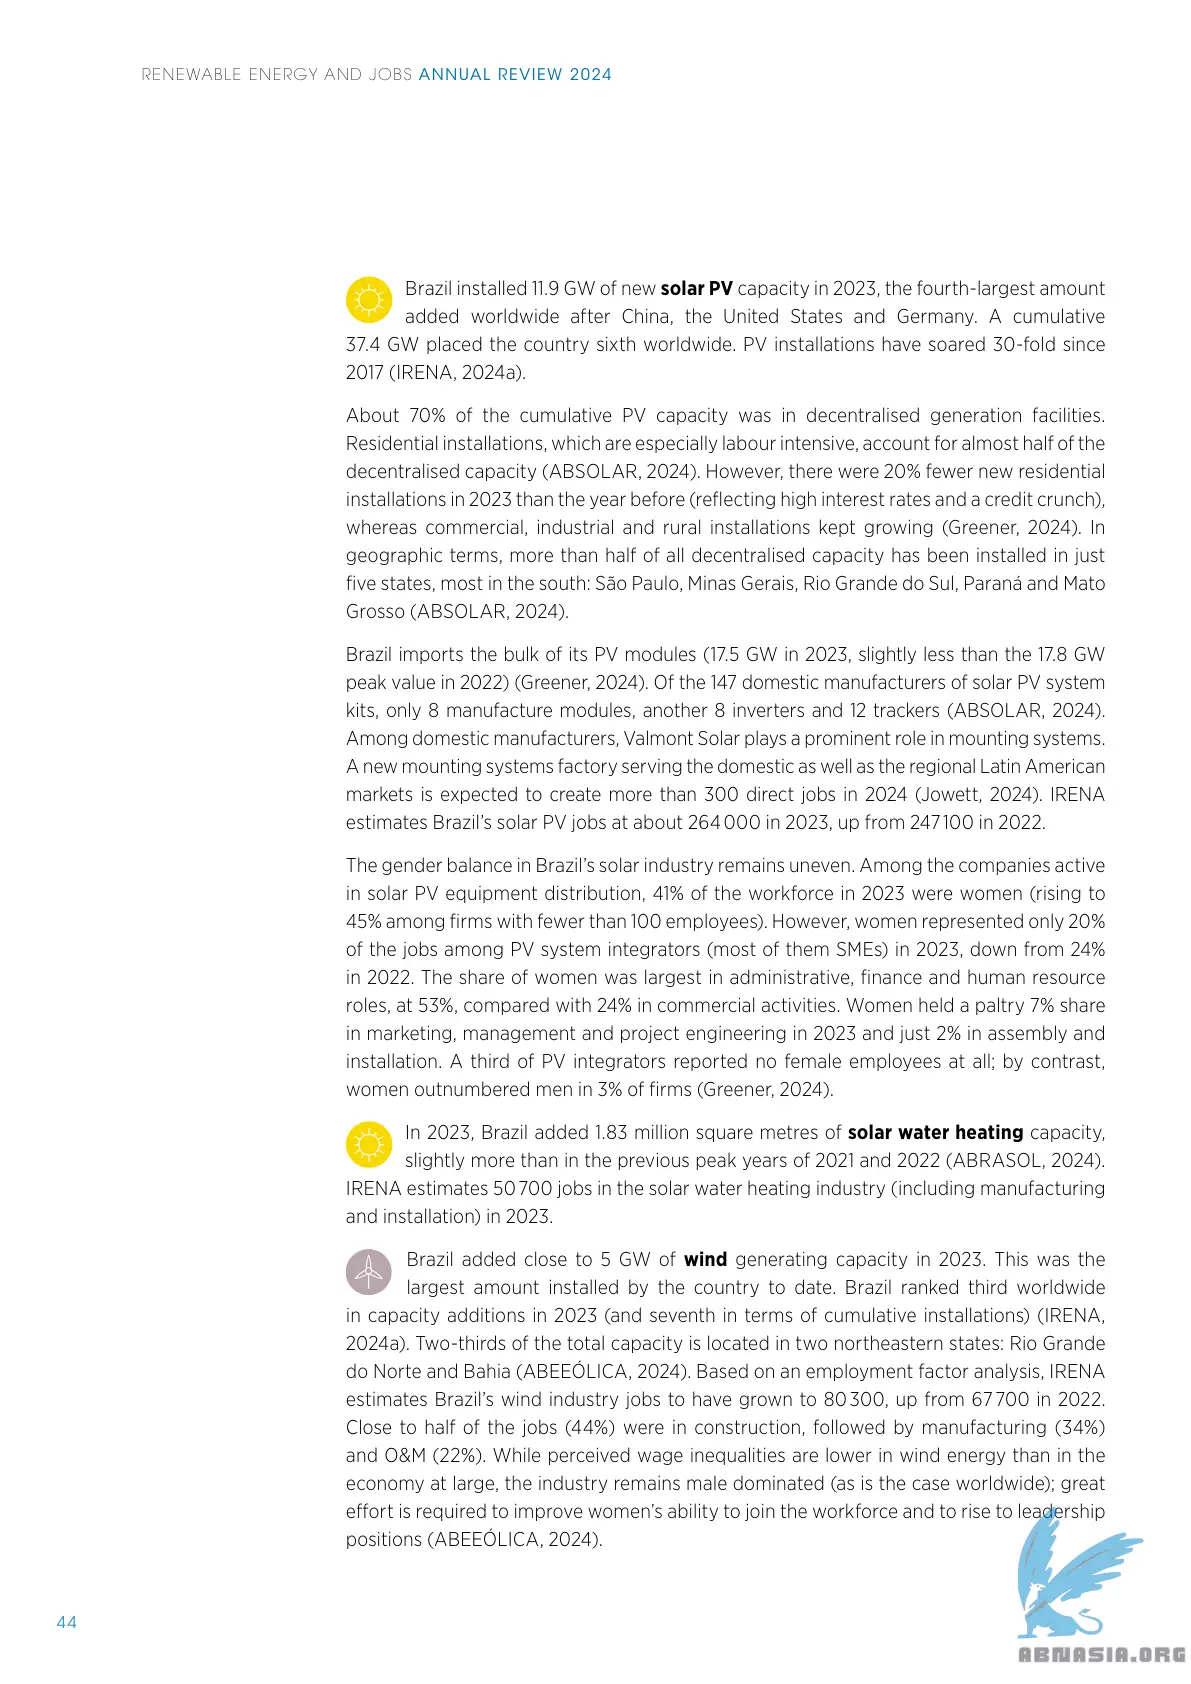 RENEWABLE ENERGY AND JOBS ANNUAL REVIEW 2024
Brazil installed 11.9 GW of new solar PV capacity in 2023, the fourth-largest amount
added worldwide after China, the United States and Germany. A cumulative
37.4 GW placed the country sixth worldwide. PV installations have soared 30-fold since
2017 (IRENA, 2024a).
About 70% of the cumulative PV capacity was in decentralised generation facilities.
Residential installations, which are especially labour intensive, account for almost half of the
decentralised capacity (ABSOLAR, 2024). However, there were 20% fewer new residential
installations in 2023 than the year before (reflecting high interest rates and a credit crunch),
whereas commercial, industrial and rural installations kept growing (Greener, 2024). In
geographic terms, more than half of all decentralised capacity has been installed in just
five states, most in the south: São Paulo, Minas Gerais, Rio Grande do Sul, Paraná and Mato
Grosso (ABSOLAR, 2024).
Brazil imports the bulk of its PV modules (17.5 GW in 2023, slightly less than the 17.8 GW
peak value in 2022) (Greener, 2024). Of the 147 domestic manufacturers of solar PV system
kits, only 8 manufacture modules, another 8 inverters and 12 trackers (ABSOLAR, 2024).
Among domestic manufacturers, Valmont Solar plays a prominent role in mounting systems.
A new mounting systems factory serving the domestic as well as the regional Latin American
markets is expected to create more than 300 direct jobs in 2024 (Jowett, 2024). IRENA
estimates Brazil's solar PV jobs at about 264 000 in 2023, up from 247 100 in 2022.
The gender balance in Brazil's solar industry remains uneven. Among the companies active
in solar PV equipment distribution, 41% of the workforce in 2023 were women (rising to
45% among firms with fewer than 100 employees). However, women represented only 20%
of the jobs among PV system integrators (most of them SMEs) in 2023, down from 24%
in 2022. The share of women was largest in administrative, finance and human resource
roles, at 53%, compared with 24% in commercial activities. Women held a paltry 7% share
in marketing, management and project engineering in 2023 and just 2% in assembly and
installation. A third of PV integrators reported no female employees at all; by contrast,
women outnumbered men in 3% of firms (Greener, 2024).
In 2023, Brazil added 1.83 million square metres of solar water heating capacity,
slightly more than in the previous peak years of 2021 and 2022 (ABRASOL, 2024).
IRENA estimates 50 700 jobs in the solar water heating industry (including manufacturing
and installation) in 2023.
Brazil added close to 5 GW of wind generating capacity in 2023. This was the
largest amount installed by the country to date. Brazil ranked third worldwide
in capacity additions in 2023 (and seventh in terms of cumulative installations) (IRENA,
2024a). Two-thirds of the total capacity is located in two northeastern states: Rio Grande
do Norte and Bahia (ABEEÓLICA, 2024). Based on an employment factor analysis, IRENA
estimates Brazil's wind industry jobs to have grown to 80 300, up from 67 700 in 2022.
Close to half of the jobs (44%) were in construction, followed by manufacturing (34%)
and O&M (22%). While perceived wage inequalities are lower in wind energy than in the
economy at large, the industry remains male dominated (as is the case worldwide); great
effort is required to improve women's ability to join the workforce and to rise to leadership
positions (ABEEÓLICA, 2024).
44
ABNASIA.ORG